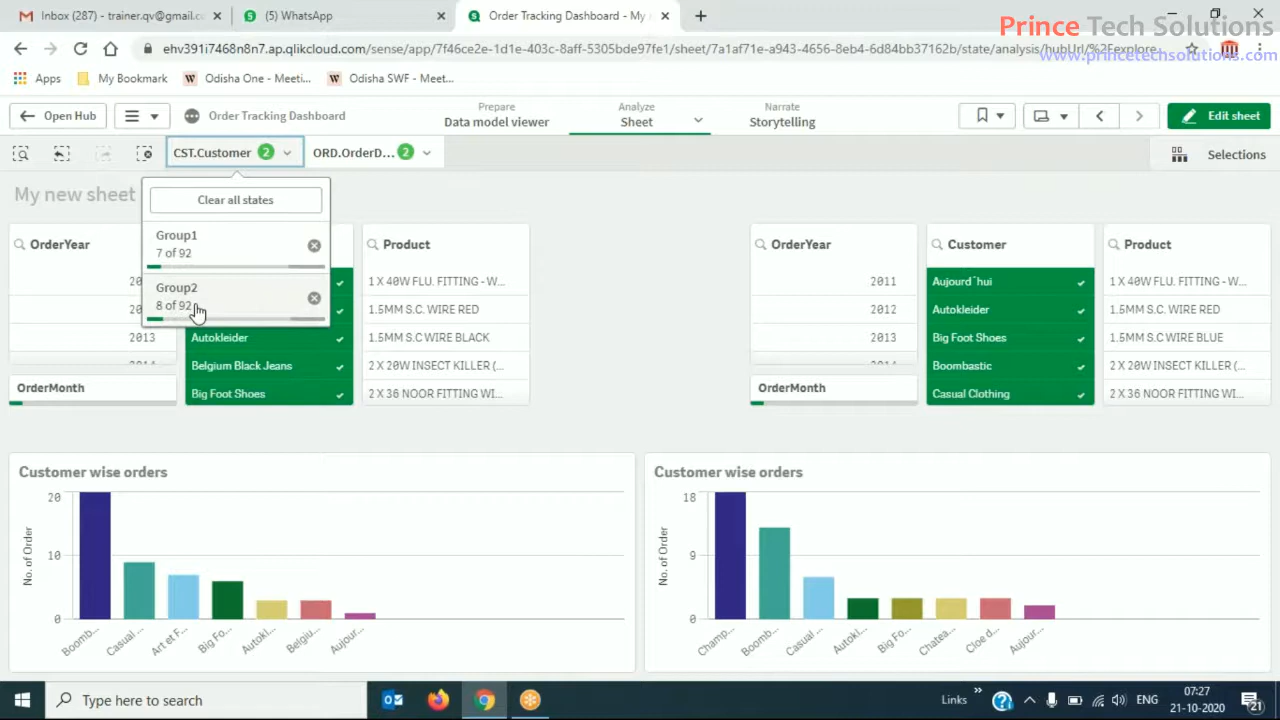 Inbox (287) - trainer.qv@gmail.co
(5) WhatsApp
Order Tracking Dashboard - My n
Prince Tech Solutions
ehv391i7468n8n7.ap.qlikcloud.com/sense/app/7f46ce2e-1d1e-403c-8aff-5305bde97fe1/sheet/7a1af71e-a943-4656-8eb4-6d84bb37162b/state/analysis/hubUrl/%2Fexplore
www.princetechsolutions.com
Apps
My Bookmark
Odisha One - Meeti...
Odisha SWF - Meet...
Open Hub
Order Tracking Dashboard
Prepare
Data model viewer
Analyze
Sheet
Narrate
Storytelling
Edit sheet
CST.Customer 2
ORD.OrderD... 2
Selections
My new sheet
Clear all states
Group1
7 of 92
Group2
8 of 92
OrderYear
20
20
2013
2014
OrderMonth
Autokleider
Belgium Black Jeans
Big Foot Shoes
Product
1 X 40W FLU. FITTING - W...
1.5MM S.C. WIRE RED
1.5MM S.C. WIRE BLACK
2 X 20W INSECT KILLER (...
2 X 36 NOOR FITTING WI...
OrderYear
2011
2012
2013
2014
OrderMonth
Customer
Aujourd´hui
Autokleider
Big Foot Shoes
Boombastic
Casual Clothing
Product
1 X 40W FLU. FITTING - W...
1.5MM S.C. WIRE RED
1.5MM S.C. WIRE BLUE
2 X 20W INSECT KILLER (...
2 X 36 NOOR FITTING WI...
Customer wise orders
No. of Order
20
10
0
Boomb...
Casual ...
Art et ...
Big Fo...
Autokl...
Belgiu...
Aujour...
Customer wise orders
No. of Order
18
9
0
Champ...
Boomb...
Casual ...
Autokl...
Big Fo...
Chatea...
Cloe d...
Aujour...
Type here to search
Links
ENG
07:27
21-10-2020
21